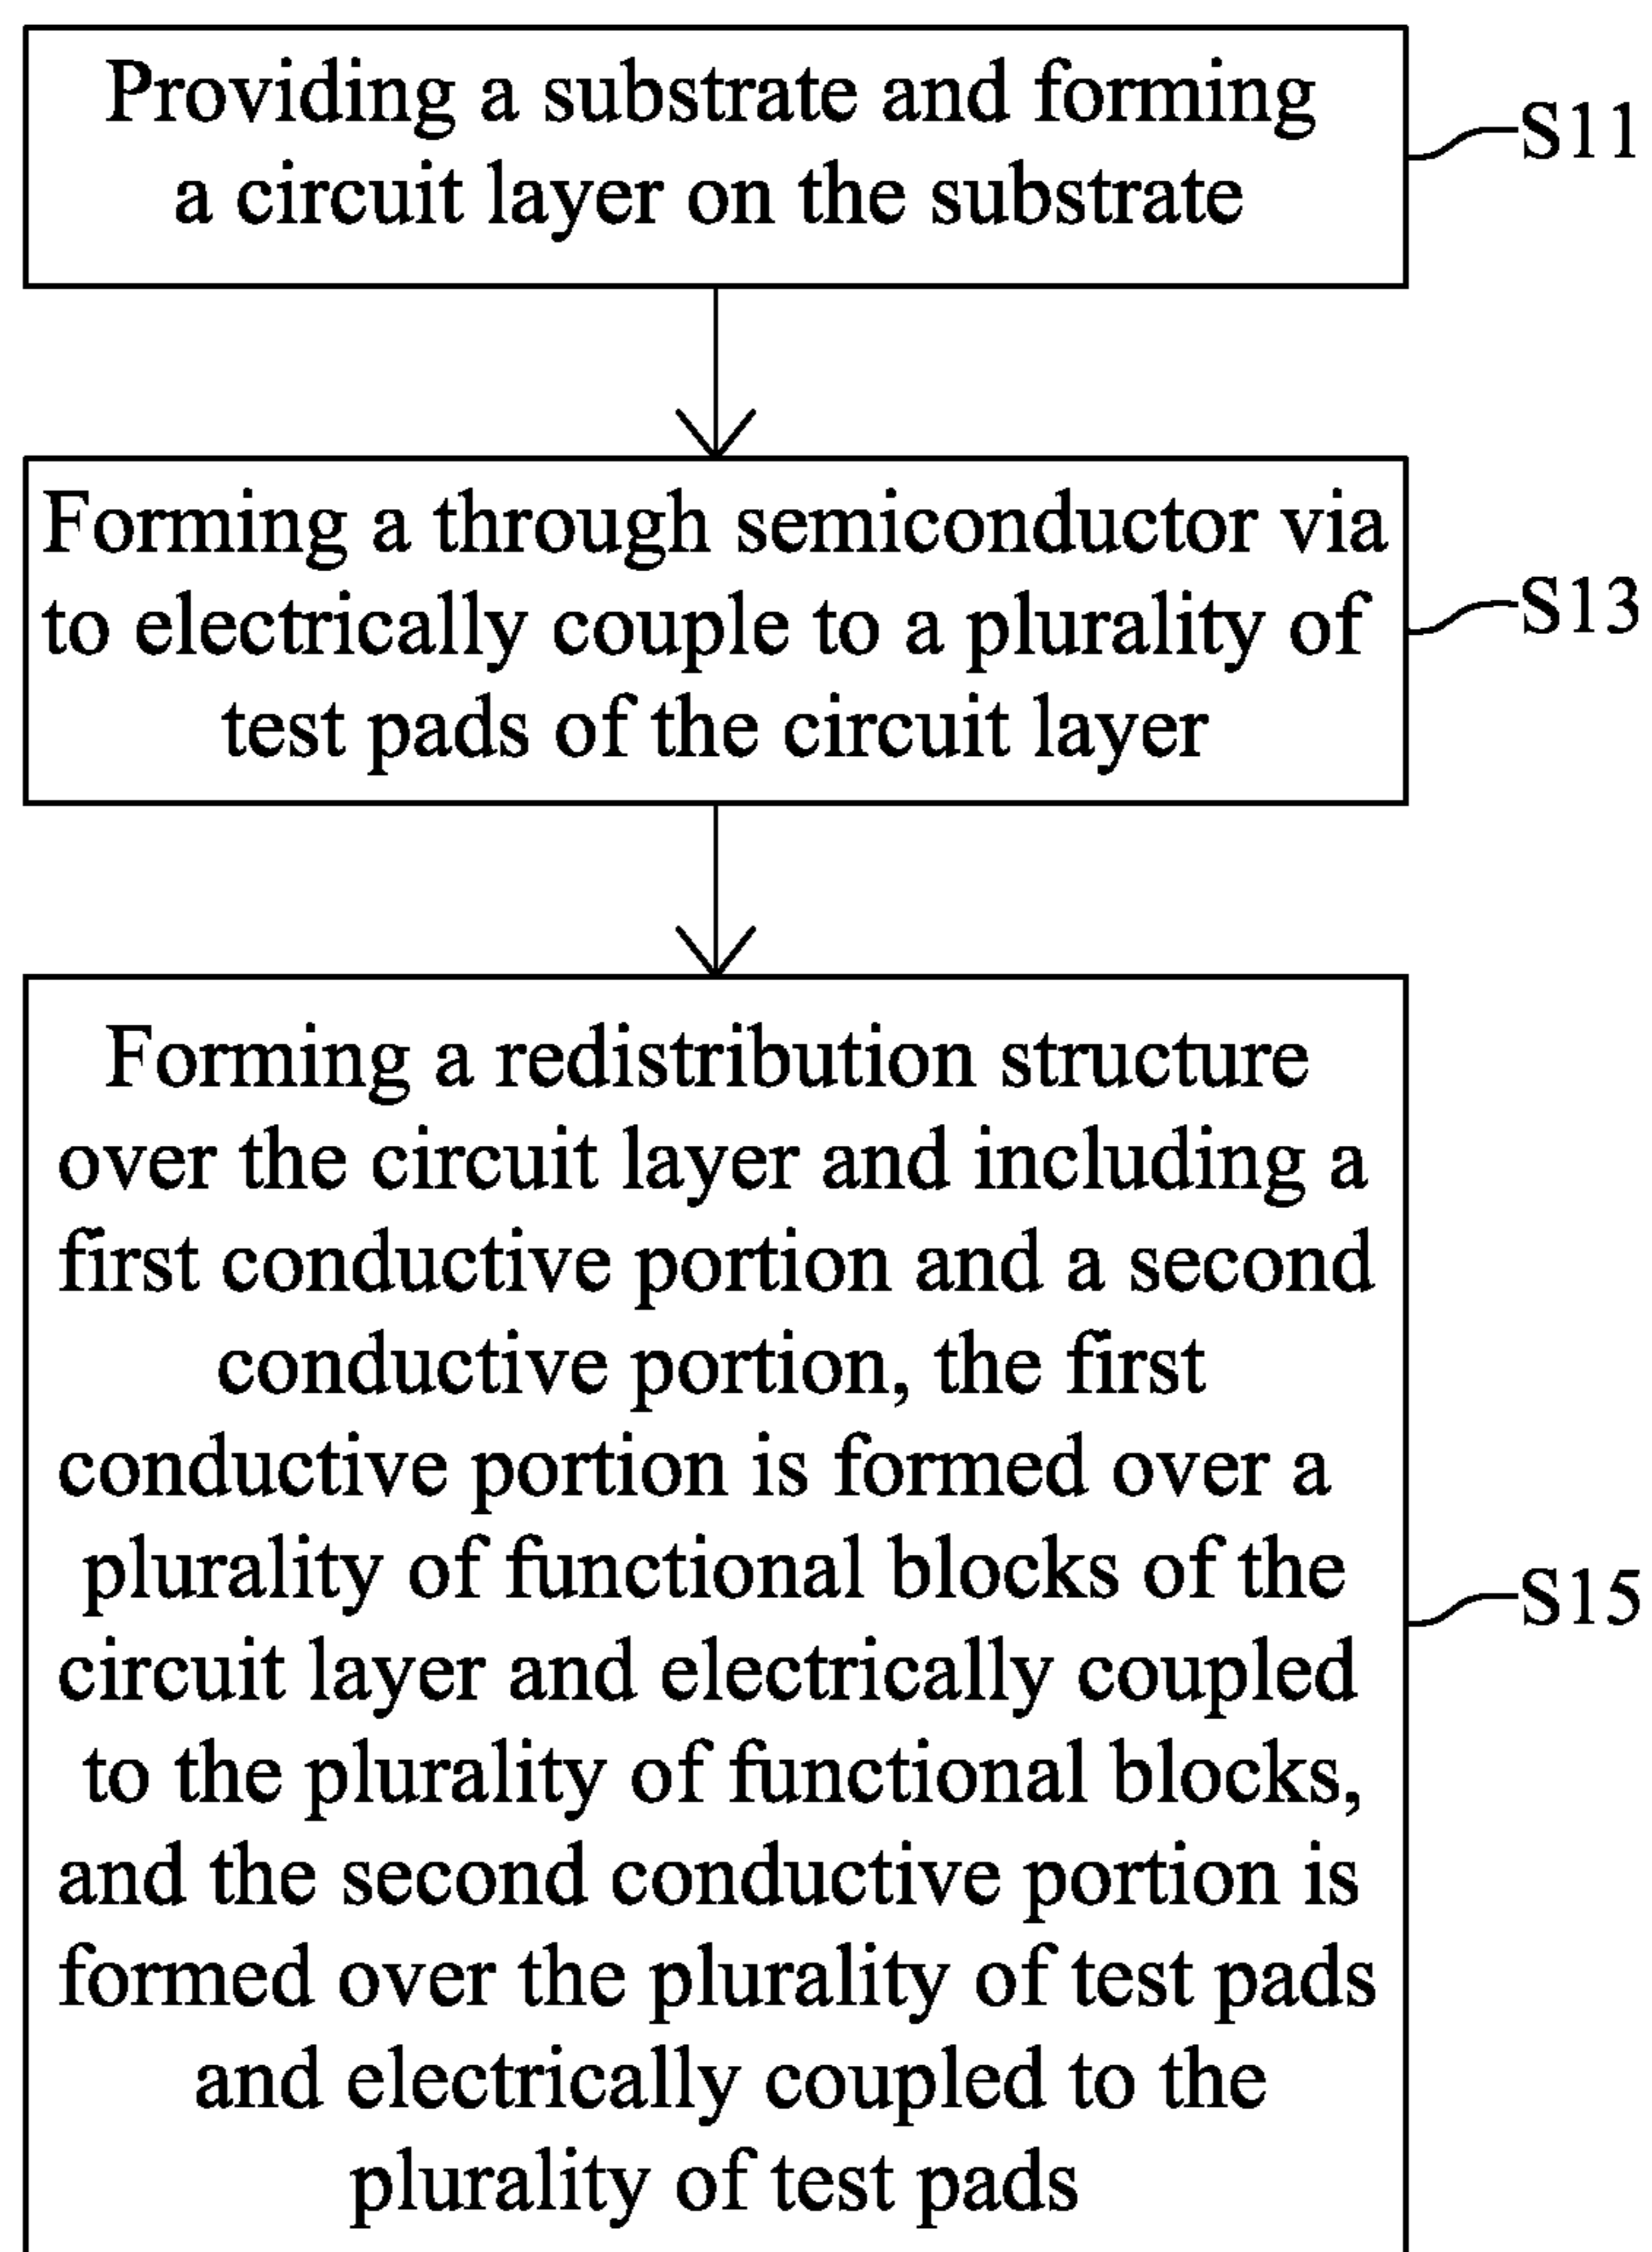 Providing a substrate and forming
a circuit layer on the substrate
S11
Forming a through semiconductor via
to electrically couple to a plurality of
test pads of the circuit layer
S13
Forming a redistribution structure
over the circuit layer and including a
first conductive portion and a second
conductive portion, the first
conductive portion is formed over a
plurality of functional blocks of the
circuit layer and electrically coupled
to the plurality of functional blocks,
and the second conductive portion is
formed over the plurality of test pads
and electrically coupled to the
plurality of test pads
S15